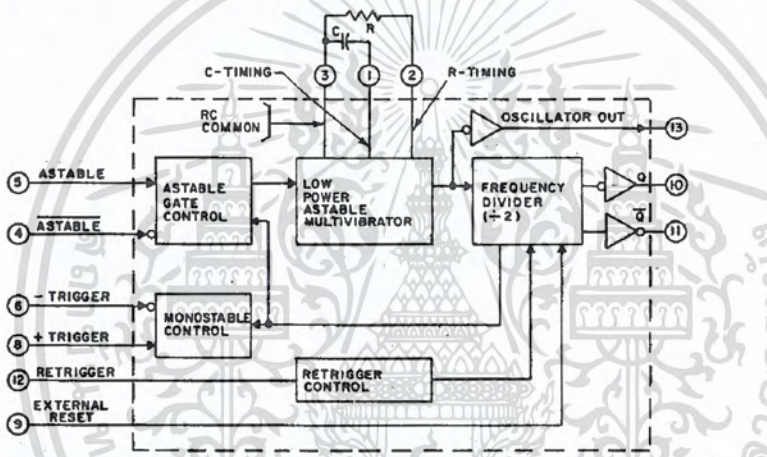 R
C
3
1
2
C-TIMING
R-TIMING
RC
COMMON
OSCILLATOR OUT
13
5
ASTABLE
ASTABLE
GATE
CONTROL
LOW
POWER
ASTABLE
MULTIVIBRATOR
FREQUENCY
DIVIDER
(÷2)
Q
10
4
ASTABLE
Q
11
6
- TRIGGER
MONOSTABLE
CONTROL
8
+ TRIGGER
12
RETRIGGER
RETRIGGER
CONTROL
9
EXTERNAL
RESET